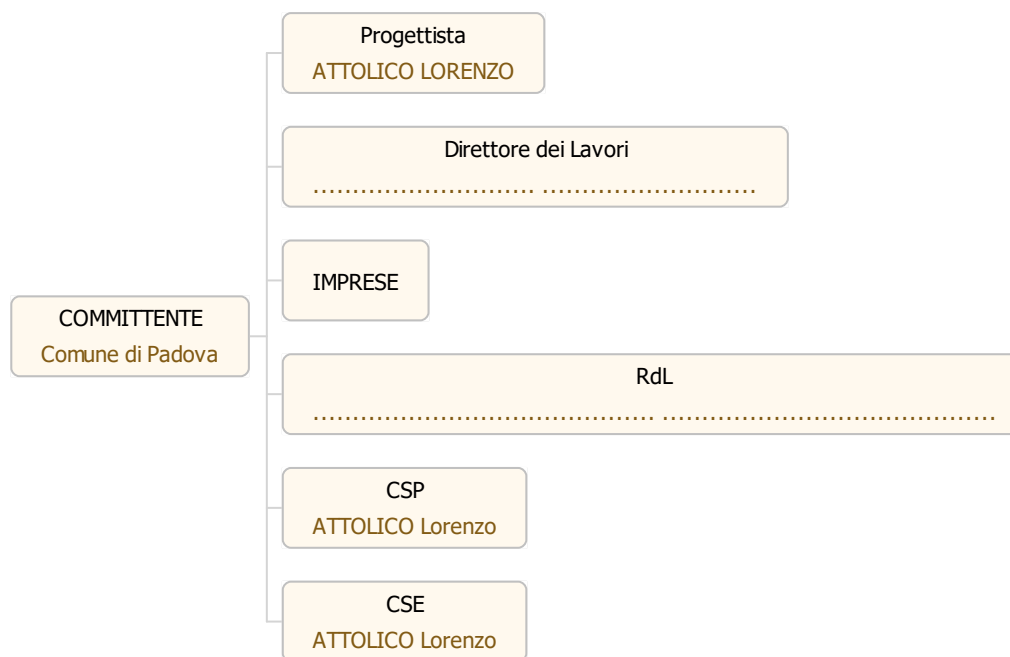 Progettista
ATTOLICO LORENZO
Direttore dei Lavori
............................ ...........................
IMPRESE
COMMITTENTE
Comune di Padova
RdL
........................................... ..........................................
CSP
ATTOLICO Lorenzo
CSE
ATTOLICO Lorenzo